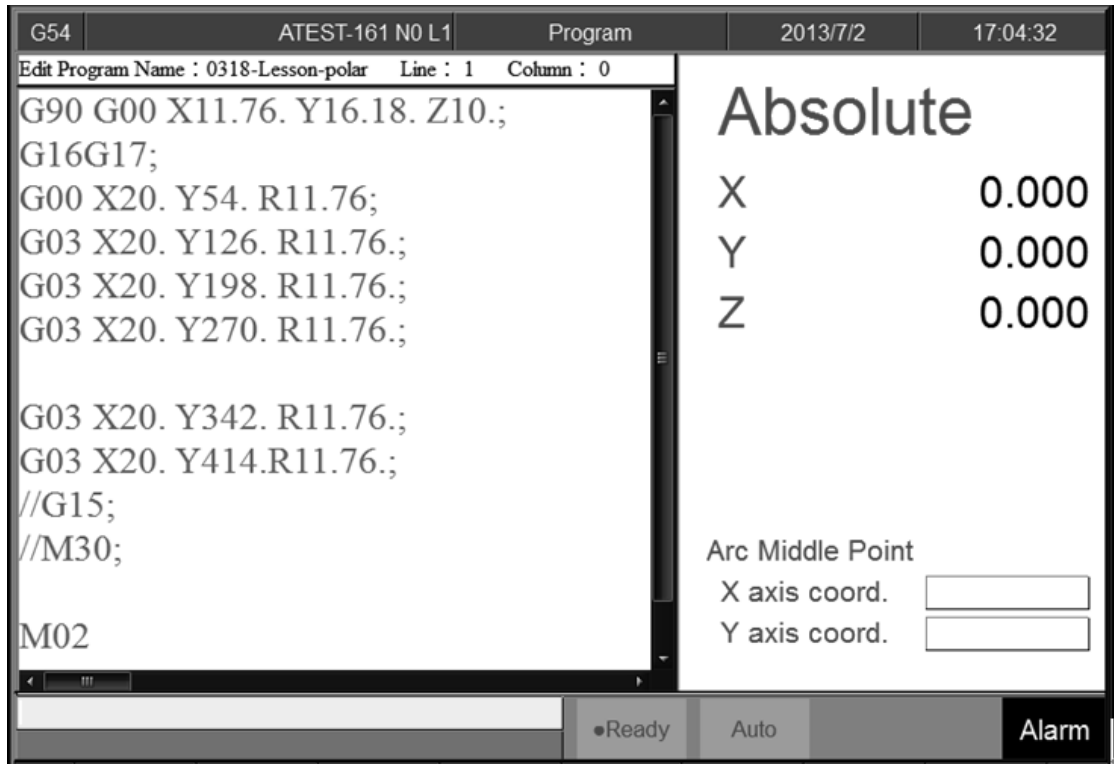 G54 ATEST-161 N0 L1 Program 2013/7/2 17:04:32
Edit Program Name：0318-Lesson-polar Line：1 Column：0
G90 G00 X11.76. Y16.18. Z10.;
G16G17;
G00 X20. Y54. R11.76;
G03 X20. Y126. R11.76.;
G03 X20. Y198. R11.76.;
G03 X20. Y270. R11.76.;
G03 X20. Y342. R11.76.;
G03 X20. Y414.R11.76.;
//G15;
//M30;
M02
Absolute
X 0.000
Y 0.000
Z 0.000
Arc Middle Point
X axis coord.
Y axis coord.
●Ready Auto Alarm